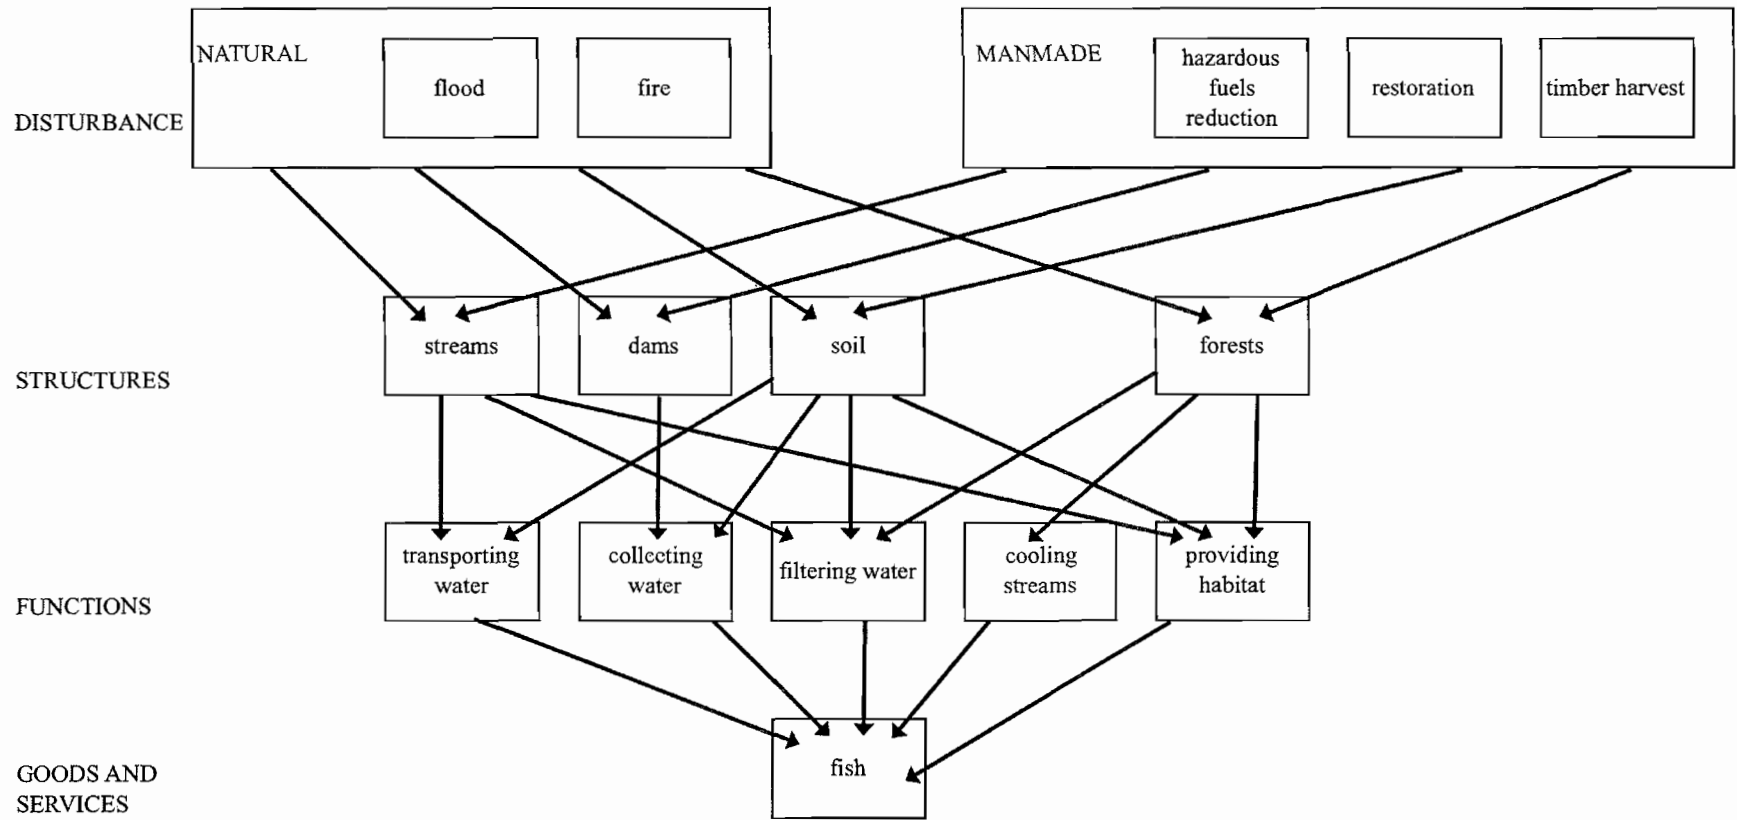 NATURAL
flood
fire
MANMADE
hazardous
fuels
reduction
restoration
timber harvest
DISTURBANCE
streams
dams
soil
forests
STRUCTURES
transporting
water
collecting
water
filtering water
cooling
streams
providing
habitat
FUNCTIONS
fish
GOODS AND
SERVICES